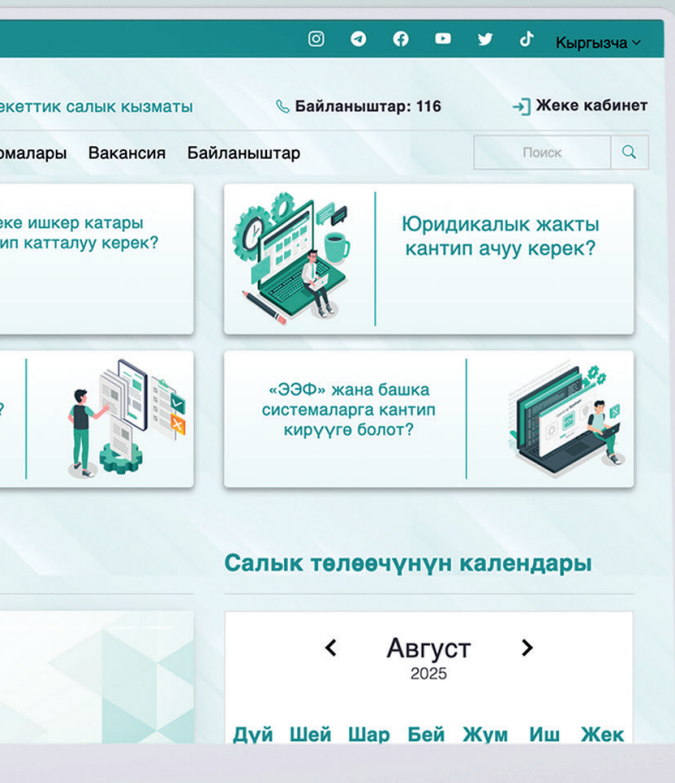 Кыргызча
екеттик салык кызматы
Байланыштар: 116
Жеке кабинет
рмалары Вакансия Байланыштар
Поиск
еке ишкер катары
ип катталуу керек?
Юридикалык жакты
кантип ачуу керек?
?
«ЭЭФ» жана башка
системаларга кантип
кирүүгө болот?
Салык төлөөчүнүн календары
Август
2025
Дүй Шей Шар Бей Жум Иш Жек